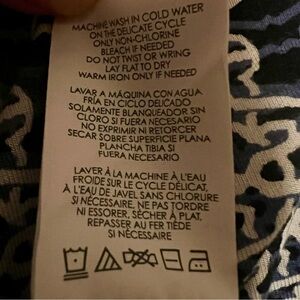 MACHINE WASH IN COLD WATER
ON THE DELICATE CYCLE
ONLY NON-CHLORINE
BLEACH IF NEEDED
DO NOT TWIST OR WRING
LAY FLAT TO DRY
WARM IRON ONLY IF NEEDED
LAVAR A MÁQUINA CON AGUA
FRÍA EN CICLO DELICADO
SOLAMENTE BLANQUEADOR SIN
CLORO SI FUERA NECESARIO
NO EXPRIMIR NI RETORCER
SECAR SOBRE SUPERFICIE PLANA
PLANCHA TIBIA SI
FUERA NECESARIO
LAVER À LA MACHINE À L'EAU
FROIDE SUR LE CYCLE DÉLICAT,
À L'EAU DE JAVEL SANS CHLORURE
SI NÉCESSAIRE, NE PAS TORDRE
NI ESSORER, SÉCHER À PLAT,
REPASSER AU FER TIÈDE
SI NÉCESSAIRE